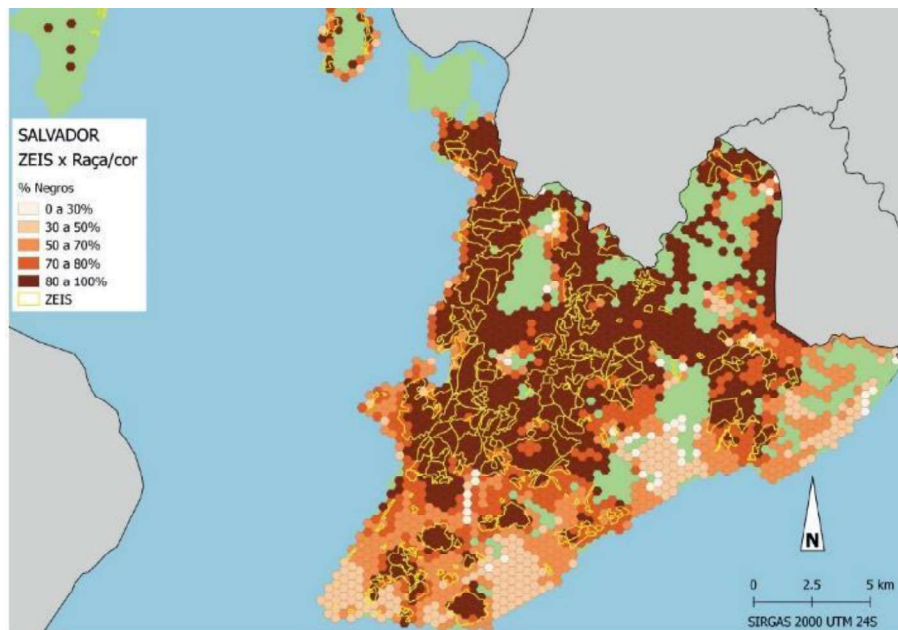 SALVADOR
ZEIS x Raça/cor
% Negros
0 a 30%
30 a 50%
50 a 70%
70 a 80%
80 a 100%
ZEIS
N
0 2.5 5 km
SIRGAS 2000 UTM 24S